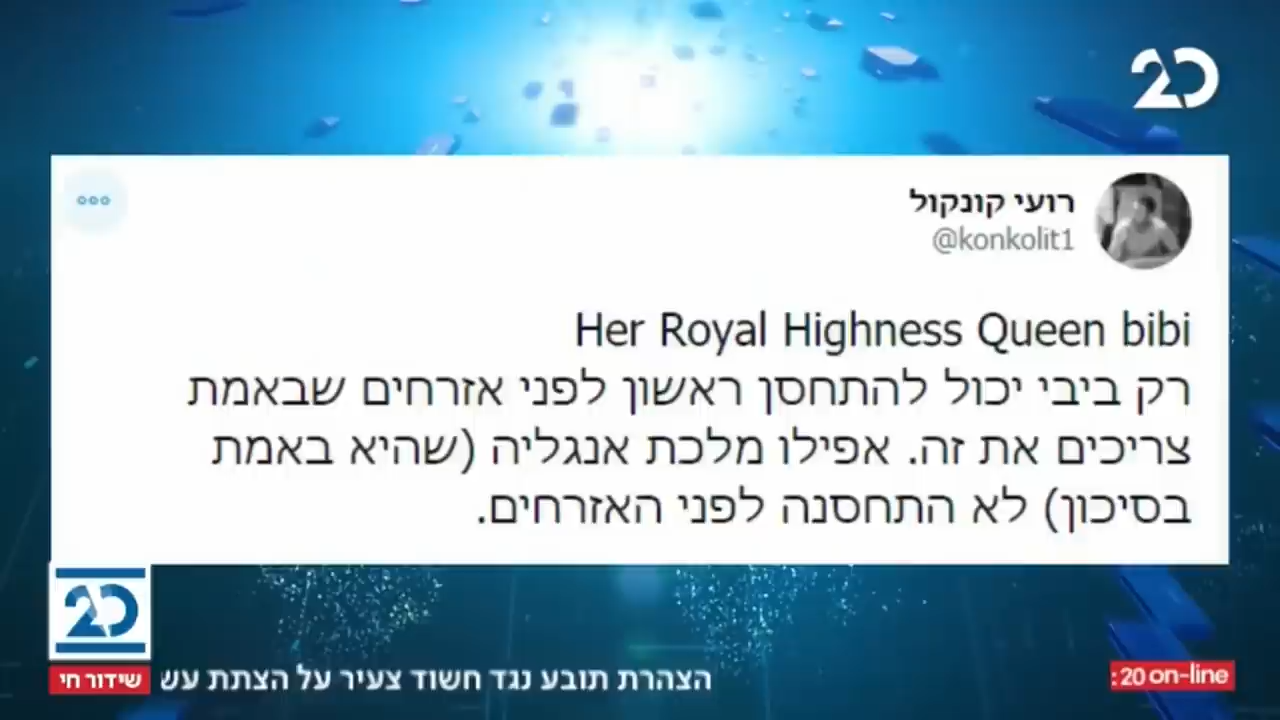 20
רועי קונקול
@konkolit1
Her Royal Highness Queen bibi
רק ביבי יכול להתחסן ראשון לפני אזרחים שבאמת
צריכים את זה. אפילו מלכת אנגליה (שהיא באמת
בסיכון) לא התחסנה לפני האזרחים.
20
שידור חי
הצהרת תובע נגד חשוד צעיר על הצתת עש
:20 on-line